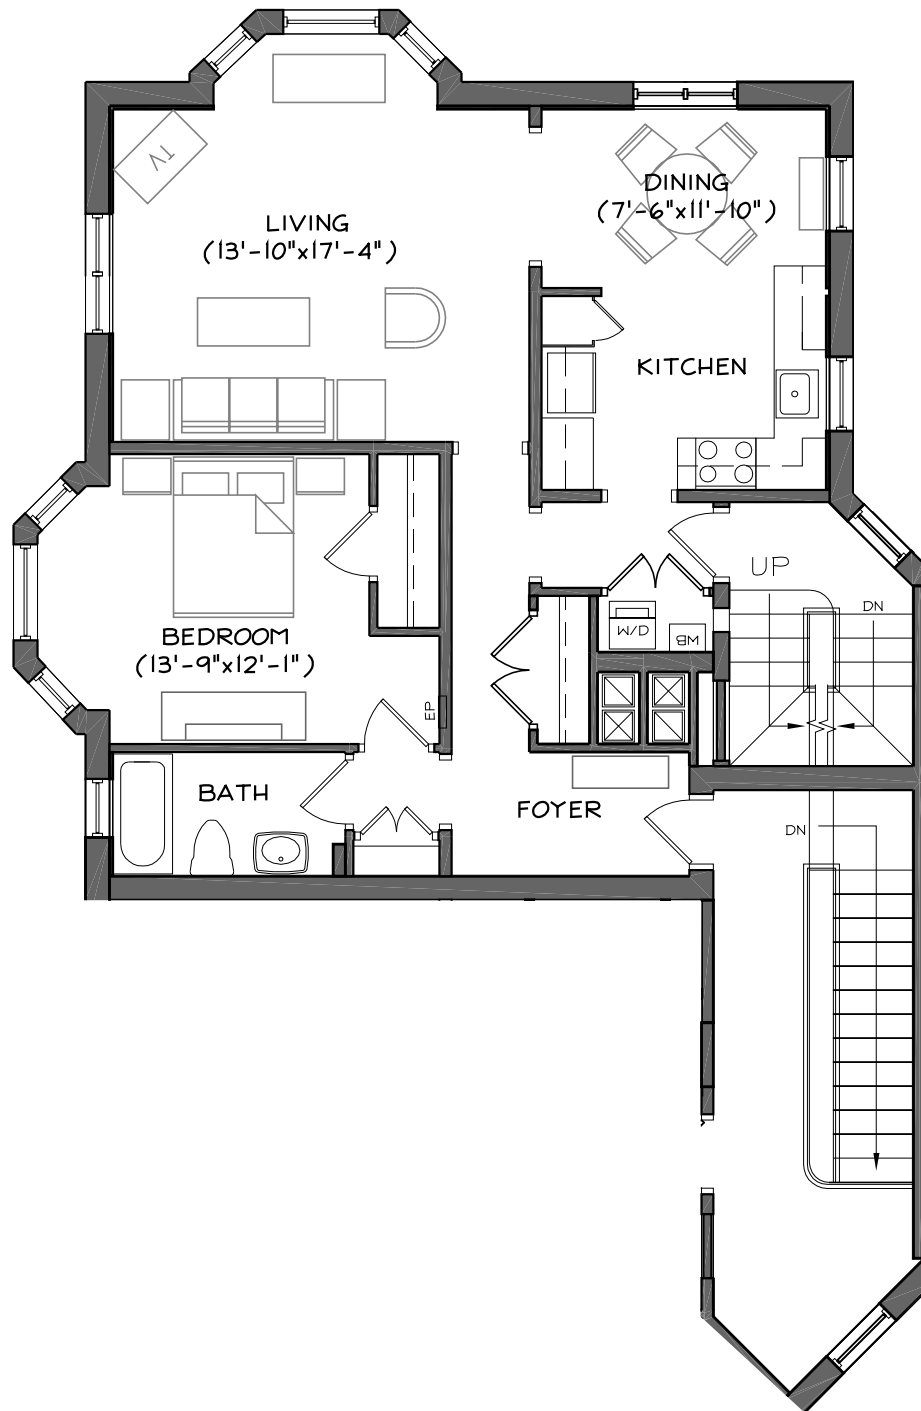 TV
LIVING
(13'-10"x17'-4")
DINING
(7'-6"x11'-10")
KITCHEN
UP
DN
W/D
MB
BEDROOM
(13'-9"x12'-1")
EP
BATH
FOYER
DN